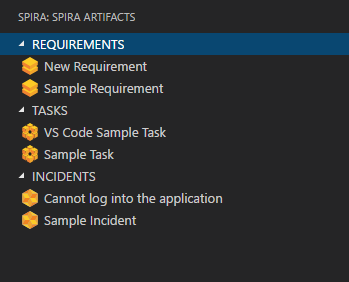 SPIRA: SPIRA ARTIFACTS
REQUIREMENTS
New Requirement
Sample Requirement
TASKS
VS Code Sample Task
Sample Task
INCIDENTS
Cannot log into the application
Sample Incident